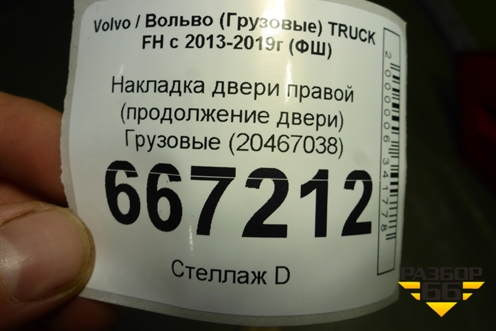 Volvo / Вольво (Грузовые) TRUCK
FH с 2013-2019г (ФШ)
Накладка двери правой
(продолжение двери)
Грузовые (20467038)
667212
Стеллаж D
2000006341778
РАЗБОР
66